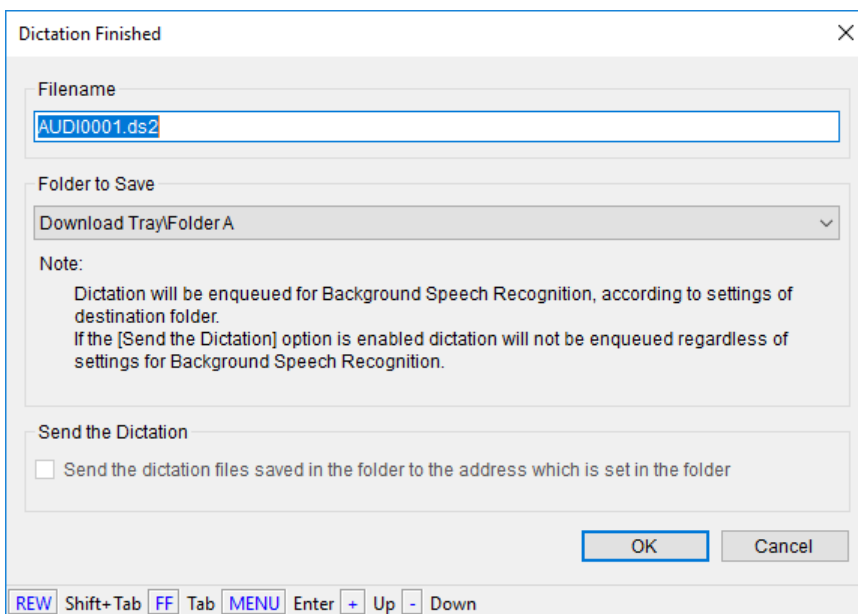 Dictation Finished
Filename
AUDI0001.ds2
Folder to Save
Download Tray\Folder A
Note:
Dictation will be enqueued for Background Speech Recognition, according to settings of
destination folder.
If the [Send the Dictation] option is enabled dictation will not be enqueued regardless of
settings for Background Speech Recognition.
Send the Dictation
Send the dictation files saved in the folder to the address which is set in the folder
OK Cancel
REW Shift+Tab FF Tab MENU Enter + Up - Down